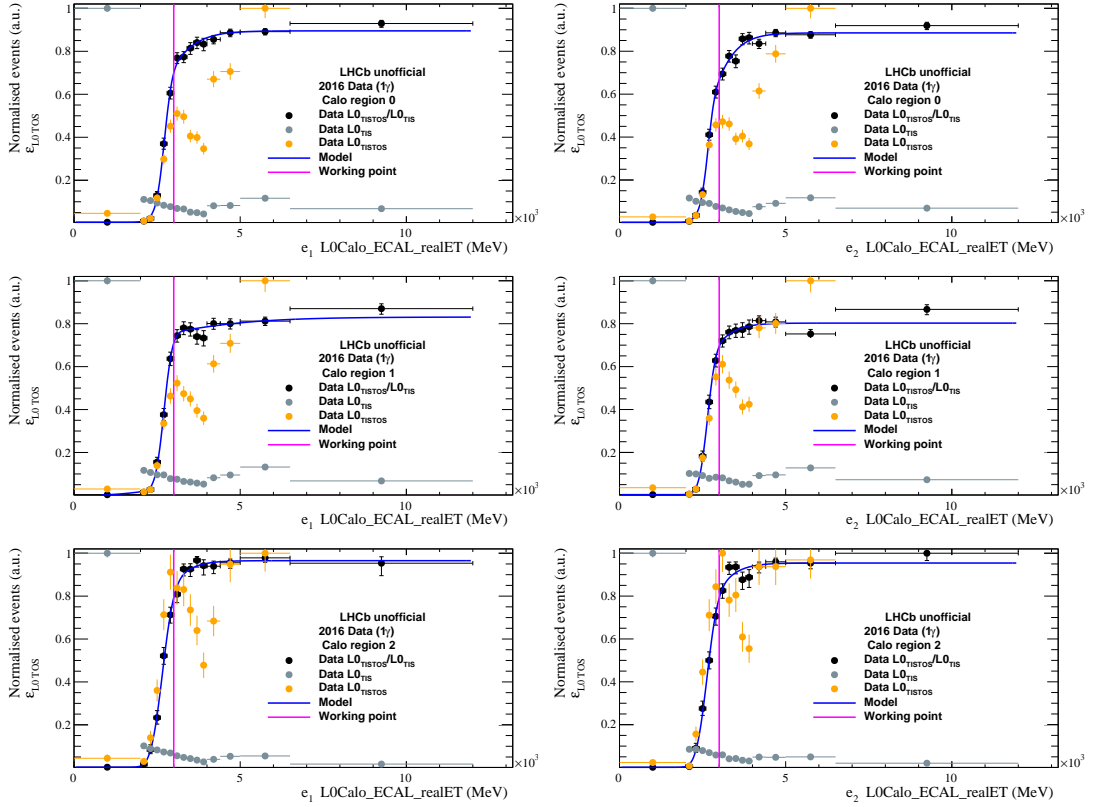 Normalised events (a.u.)
ε_L0 TOS
1
0.8
0.6
0.4
0.2
LHCb unofficial
2016 Data (1γ)
Calo region 0
Data L0_TISTOS/L0_TIS
Data L0_TIS
Data L0_TISTOS
Model
Working point
0 5 10 ×10³
e₁ L0Calo_ECAL_realET (MeV)
Normalised events (a.u.)
ε_L0 TOS
1
0.8
0.6
0.4
0.2
LHCb unofficial
2016 Data (1γ)
Calo region 0
Data L0_TISTOS/L0_TIS
Data L0_TIS
Data L0_TISTOS
Model
Working point
0 5 10 ×10³
e₂ L0Calo_ECAL_realET (MeV)
Normalised events (a.u.)
ε_L0 TOS
1
0.8
0.6
0.4
0.2
LHCb unofficial
2016 Data (1γ)
Calo region 1
Data L0_TISTOS/L0_TIS
Data L0_TIS
Data L0_TISTOS
Model
Working point
0 5 10 ×10³
e₁ L0Calo_ECAL_realET (MeV)
Normalised events (a.u.)
ε_L0 TOS
1
0.8
0.6
0.4
0.2
LHCb unofficial
2016 Data (1γ)
Calo region 1
Data L0_TISTOS/L0_TIS
Data L0_TIS
Data L0_TISTOS
Model
Working point
0 5 10 ×10³
e₂ L0Calo_ECAL_realET (MeV)
Normalised events (a.u.)
ε_L0 TOS
1
0.8
0.6
0.4
0.2
LHCb unofficial
2016 Data (1γ)
Calo region 2
Data L0_TISTOS/L0_TIS
Data L0_TIS
Data L0_TISTOS
Model
Working point
0 5 10 ×10³
e₁ L0Calo_ECAL_realET (MeV)
Normalised events (a.u.)
ε_L0 TOS
1
0.8
0.6
0.4
0.2
LHCb unofficial
2016 Data (1γ)
Calo region 2
Data L0_TISTOS/L0_TIS
Data L0_TIS
Data L0_TISTOS
Model
Working point
0 5 10 ×10³
e₂ L0Calo_ECAL_realET (MeV)